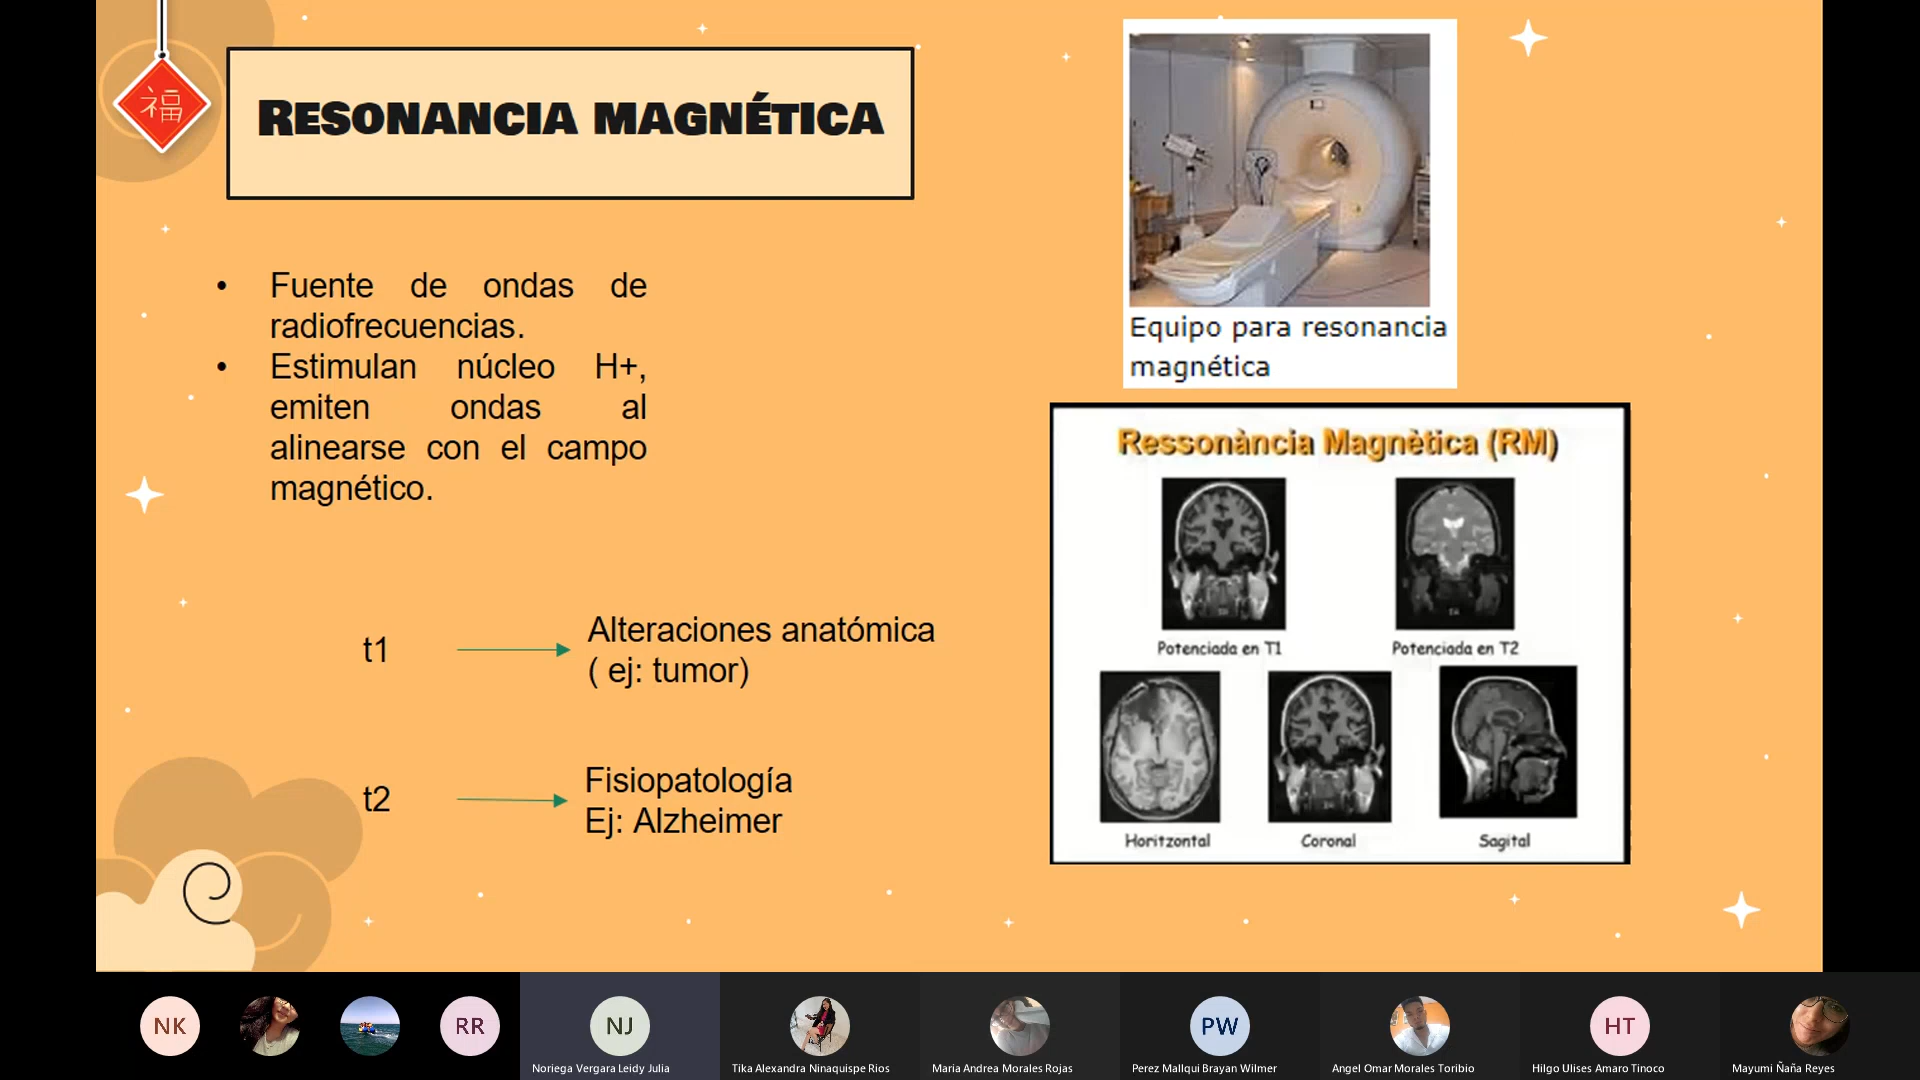 福
RESONANCIA MAGNÉTICA
• Fuente de ondas de
radiofrecuencias.
• Estimulan núcleo H+,
emiten ondas al
alinearse con el campo
magnético.
t1
Alteraciones anatómica
( ej: tumor)
t2
Fisiopatología
Ej: Alzheimer
Equipo para resonancia
magnética
Ressonància Magnètica (RM)
Potenciada en T1
Potenciada en T2
Horitzontal
Coronal
Sagital
NK
RR
NJ
PW
HT
Noriega Vergara Leidy Julia
Tika Alexandra Ninaquispe Rios
Maria Andrea Morales Rojas
Perez Mallqui Brayan Wilmer
Angel Omar Morales Toribio
Hilgo Ulises Amaro Tinoco
Mayumi Ñaña Reyes